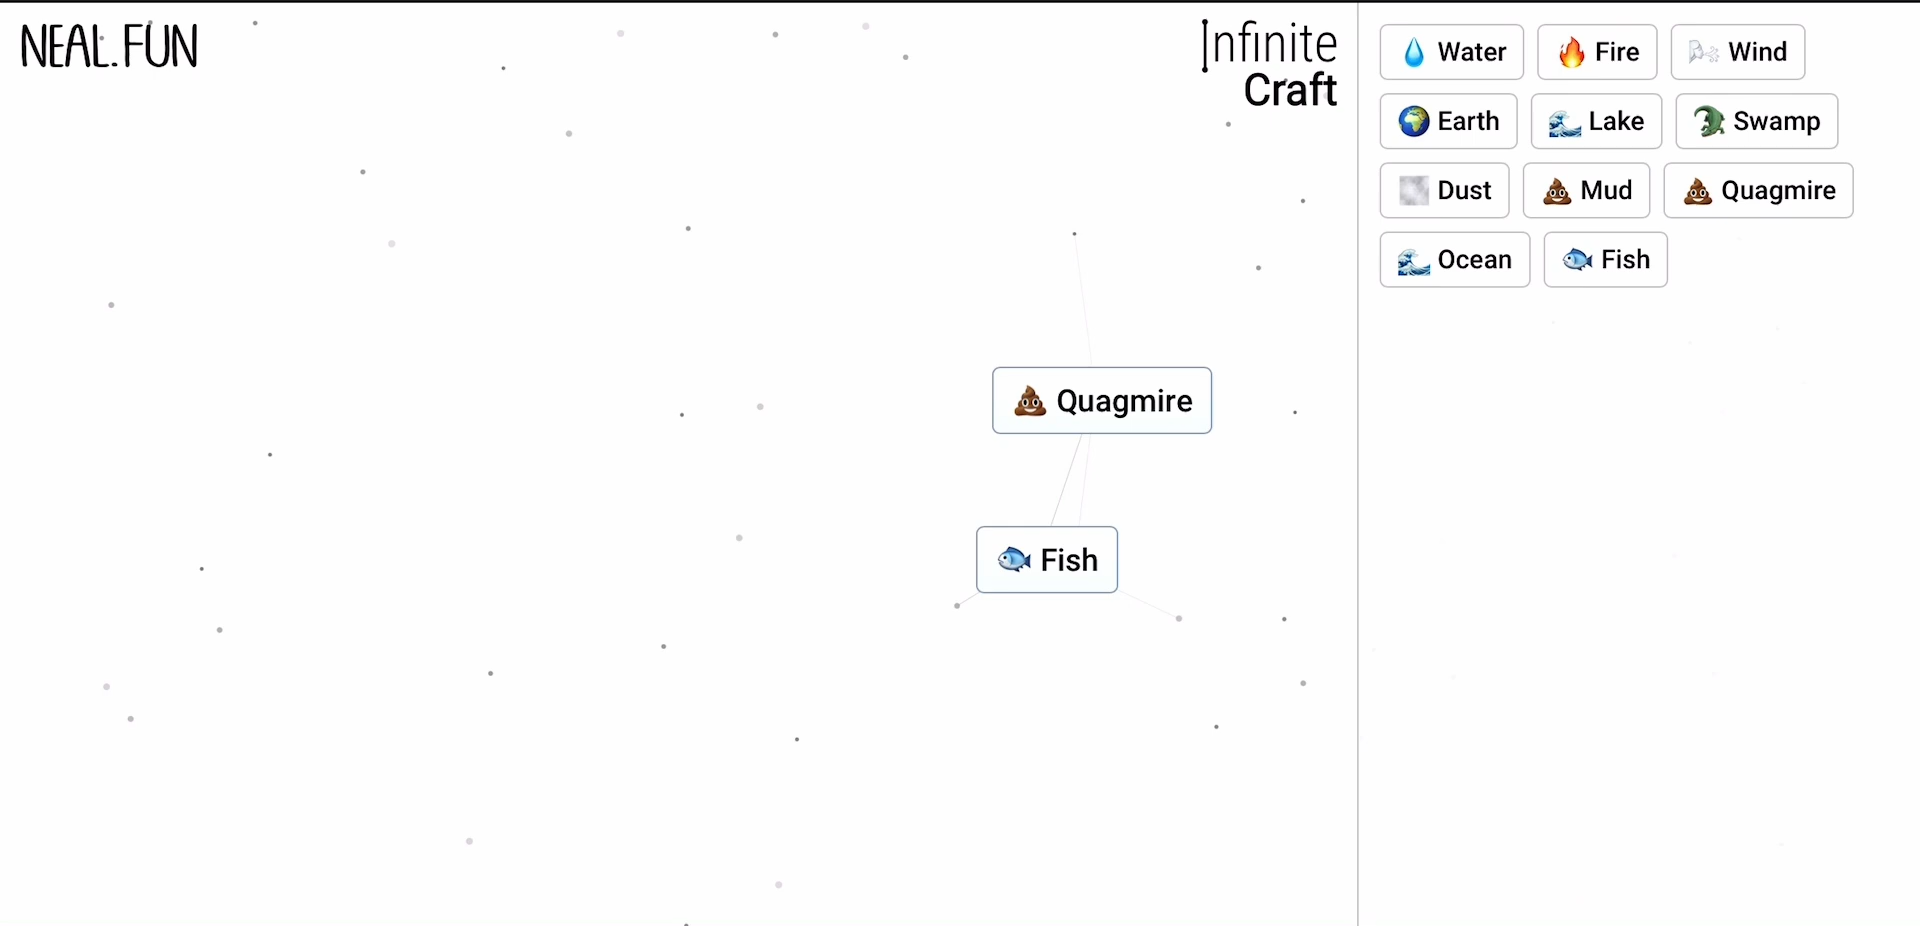 NEAL.FUN
Infinite
Craft
Water
Fire
Wind
Earth
Lake
Swamp
Dust
Mud
Quagmire
Ocean
Fish
Quagmire
Fish